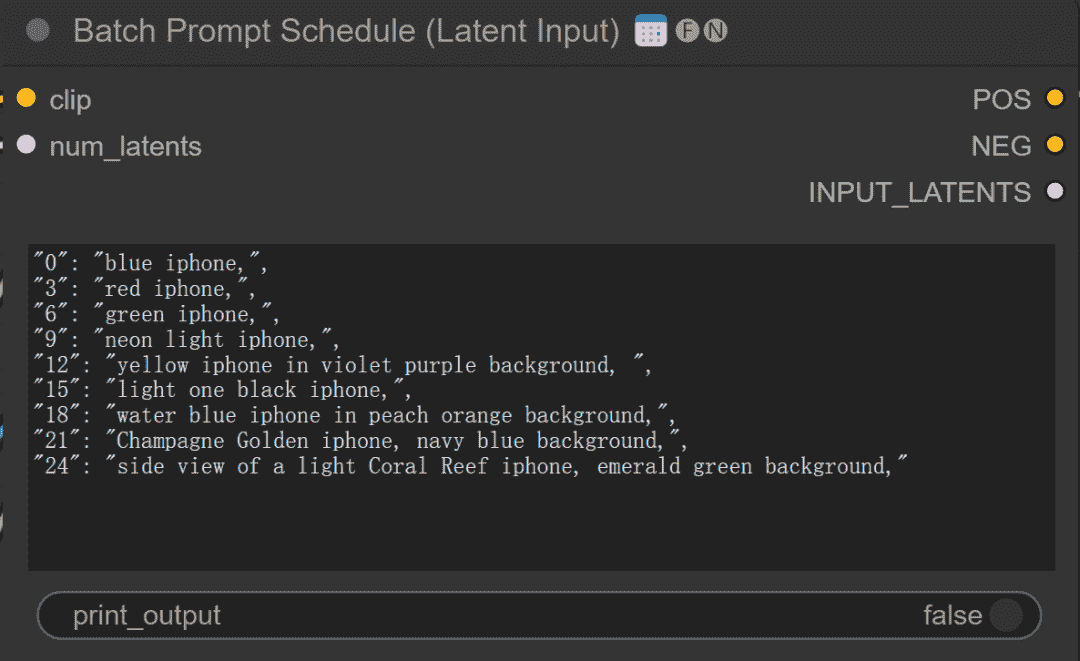 Batch Prompt Schedule (Latent Input) 📅🅕🅝
clip
POS
num_latents
NEG
INPUT_LATENTS
"0": "blue iphone,",
"3": "red iphone,",
"6": "green iphone,",
"9": "neon light iphone,",
"12": "yellow iphone in violet purple background, ",
"15": "light one black iphone,",
"18": "water blue iphone in peach orange background,",
"21": "Champagne Golden iphone, navy blue background,",
"24": "side view of a light Coral Reef iphone, emerald green background,"
print_output
false